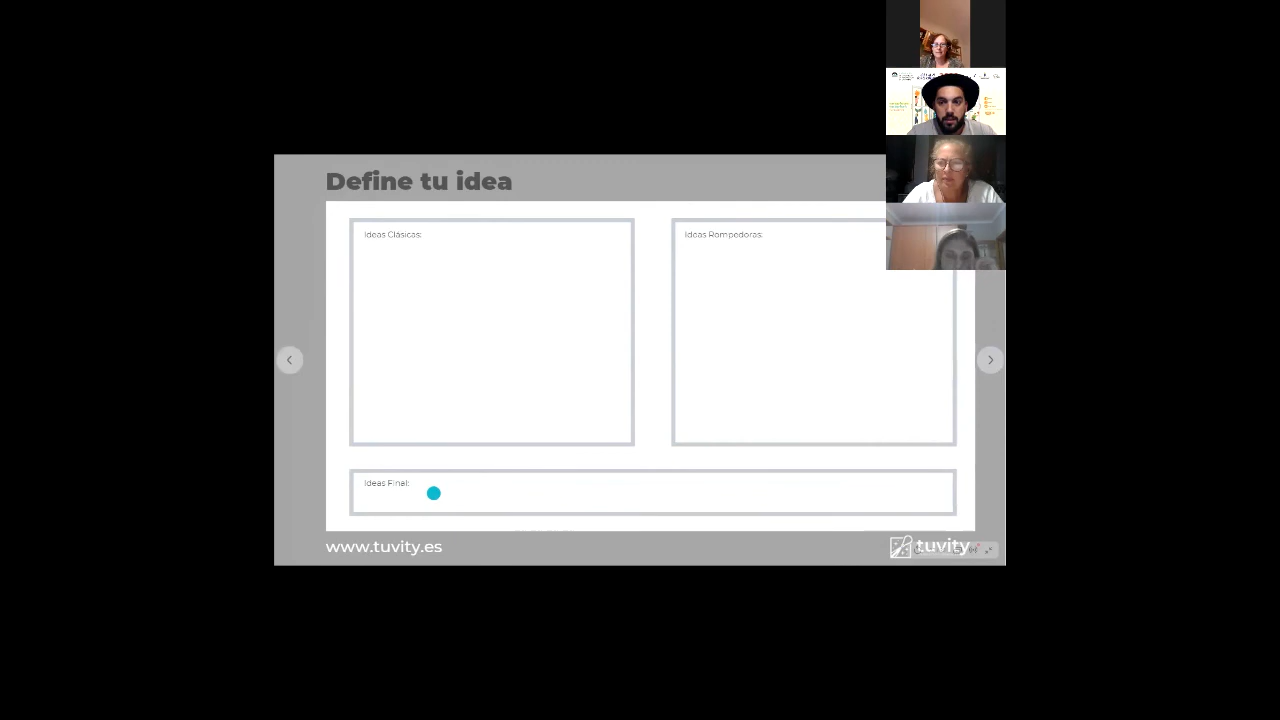 Define tu idea
Ideas Clásicas:
Ideas Rompedoras:
Ideas Final:
www.tuvity.es
tuvity